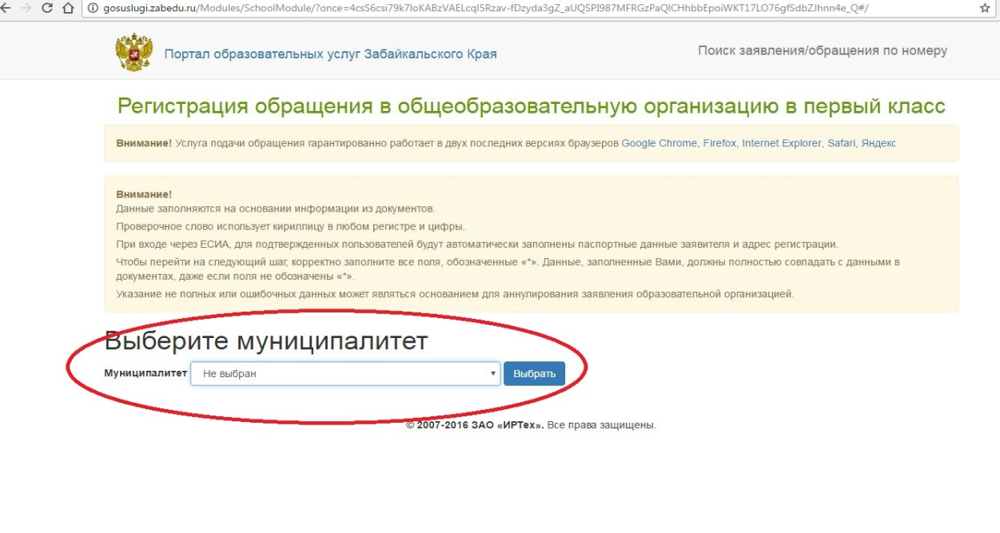 gosuslugi.zabedu.ru/Modules/SchoolModule/?once=4csS6csi79k7IoKABzVAELcqI5Rzav-fDzyda3gZ_aUQSPI987MFRGzPaQICHhbbEpoiWKT17LO76gfSdbZJhnn4e_Q#/
Портал образовательных услуг Забайкальского Края
Поиск заявления/обращения по номеру
Регистрация обращения в общеобразовательную организацию в первый класс
Внимание! Услуга подачи обращения гарантированно работает в двух последних версиях браузеров Google Chrome, Firefox, Internet Explorer, Safari, Яндекс
Внимание!
Данные заполняются на основании информации из документов.
Проверочное слово использует кириллицу в любом регистре и цифры.
При входе через ЕСИА, для подтвержденных пользователей будут автоматически заполнены паспортные данные заявителя и адрес регистрации.
Чтобы перейти на следующий шаг, корректно заполните все поля, обозначенные «*». Данные, заполненные Вами, должны полностью совпадать с данными в
документах, даже если поля не обозначены «*».
Указание не полных или ошибочных данных может являться основанием для аннулирования заявления образовательной организацией.
Выберите муниципалитет
Муниципалитет Не выбран Выбрать
© 2007-2016 ЗАО «ИРТех». Все права защищены.